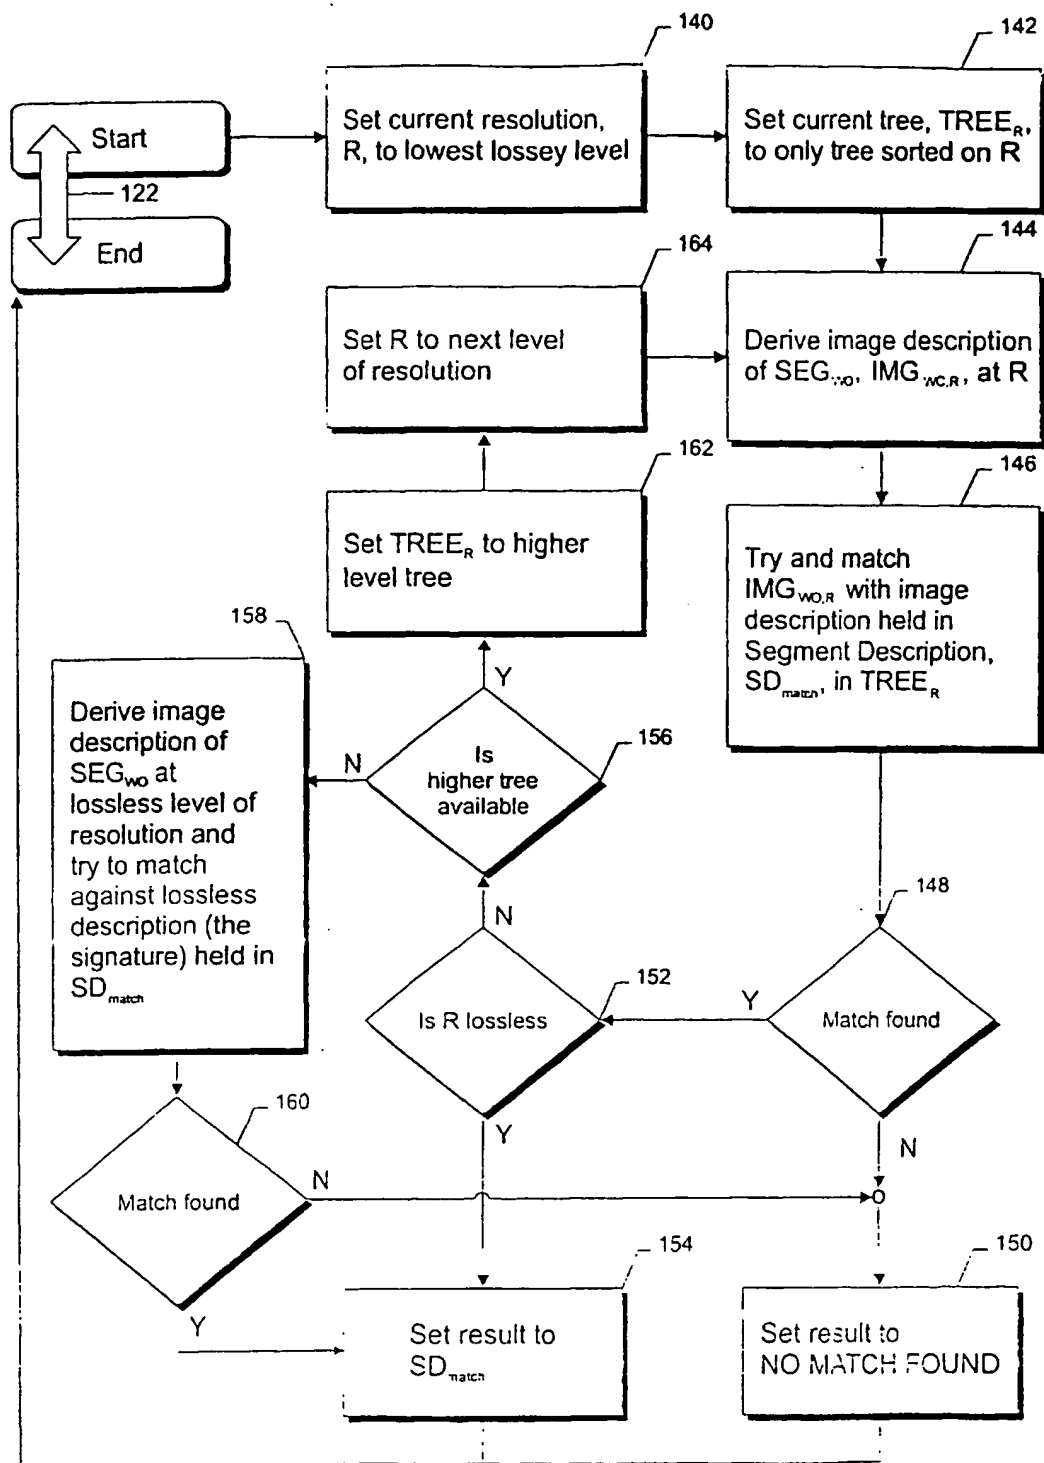 140
Set current resolution,
R, to lowest lossey level
142
Set current tree, TREE_R,
to only tree sorted on R
Start
122
End
164
Set R to next level
of resolution
144
Derive image description
of SEG_WO, IMG_WC,R, at R
162
Set TREE_R to higher
level tree
146
Try and match
IMG_WO,R with image
description held in
Segment Description,
SD_match, in TREE_R
158
Derive image
description of
SEG_WO at
lossless level of
resolution and
try to match
against lossless
description (the
signature) held in
SD_match
Y
N
Is
higher tree
available
156
N
Is R lossless
152
Y
Y
Match found
148
N
160
Match found
N
Y
154
Set result to
SD_match
150
Set result to
NO MATCH FOUND